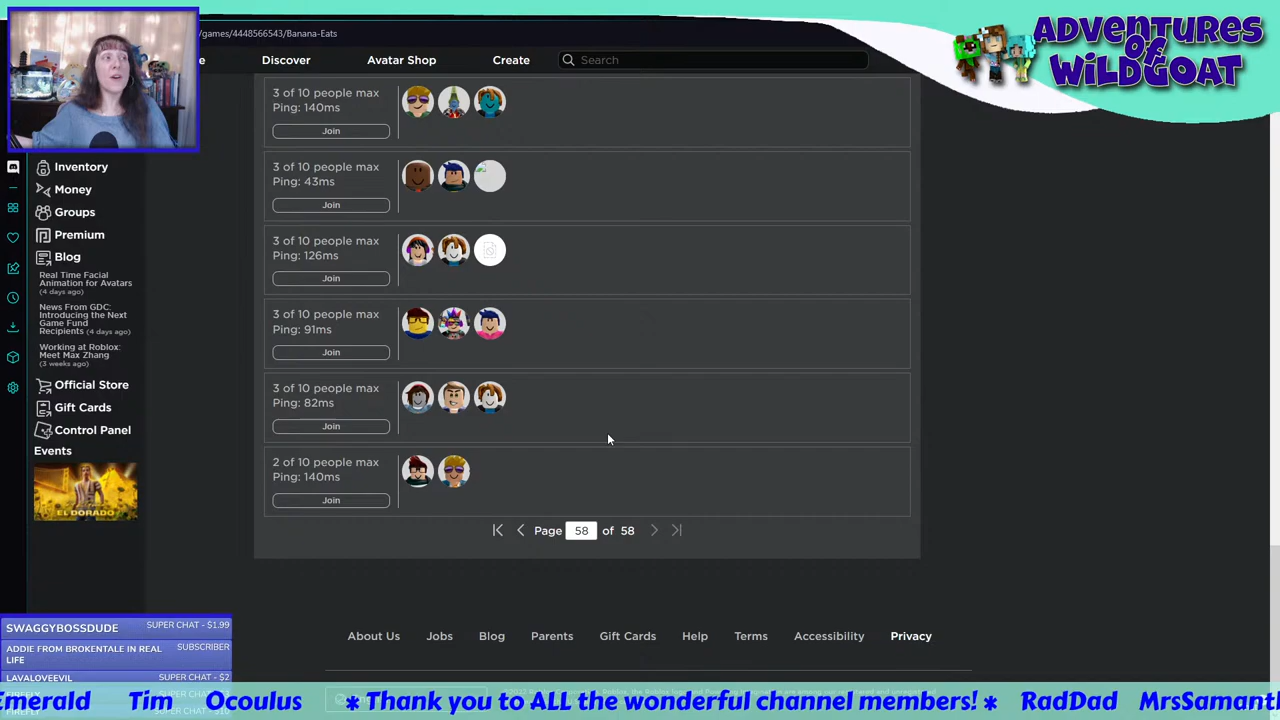 /games/4448566543/Banana-Eats
ADVENTURES
OF
WILDGOAT
Discover
Avatar Shop
Create
Search
3 of 10 people max
Ping: 140ms
Join
3 of 10 people max
Ping: 43ms
Join
3 of 10 people max
Ping: 126ms
Join
3 of 10 people max
Ping: 91ms
Join
3 of 10 people max
Ping: 82ms
Join
2 of 10 people max
Ping: 140ms
Join
Page 58 of 58
Inventory
Money
Groups
Premium
Blog
Real Time Facial
Animation for Avatars
(4 days ago)
News From GDC:
Introducing the Next
Game Fund
Recipients (4 days ago)
Working at Roblox:
Meet Max Zhang
(3 weeks ago)
Official Store
Gift Cards
Control Panel
Events
EL DORADO
About Us
Jobs
Blog
Parents
Gift Cards
Help
Terms
Accessibility
Privacy
SWAGGYBOSSDUDE SUPER CHAT - $1.99
ADDIE FROM BROKENTALE IN REAL SUBSCRIBER
LIFE
LAVALOVEEVIL SUPER CHAT - $2
Emerald Tim Ocoulus * Thank you to ALL the wonderful channel members! * RadDad MrsSamant